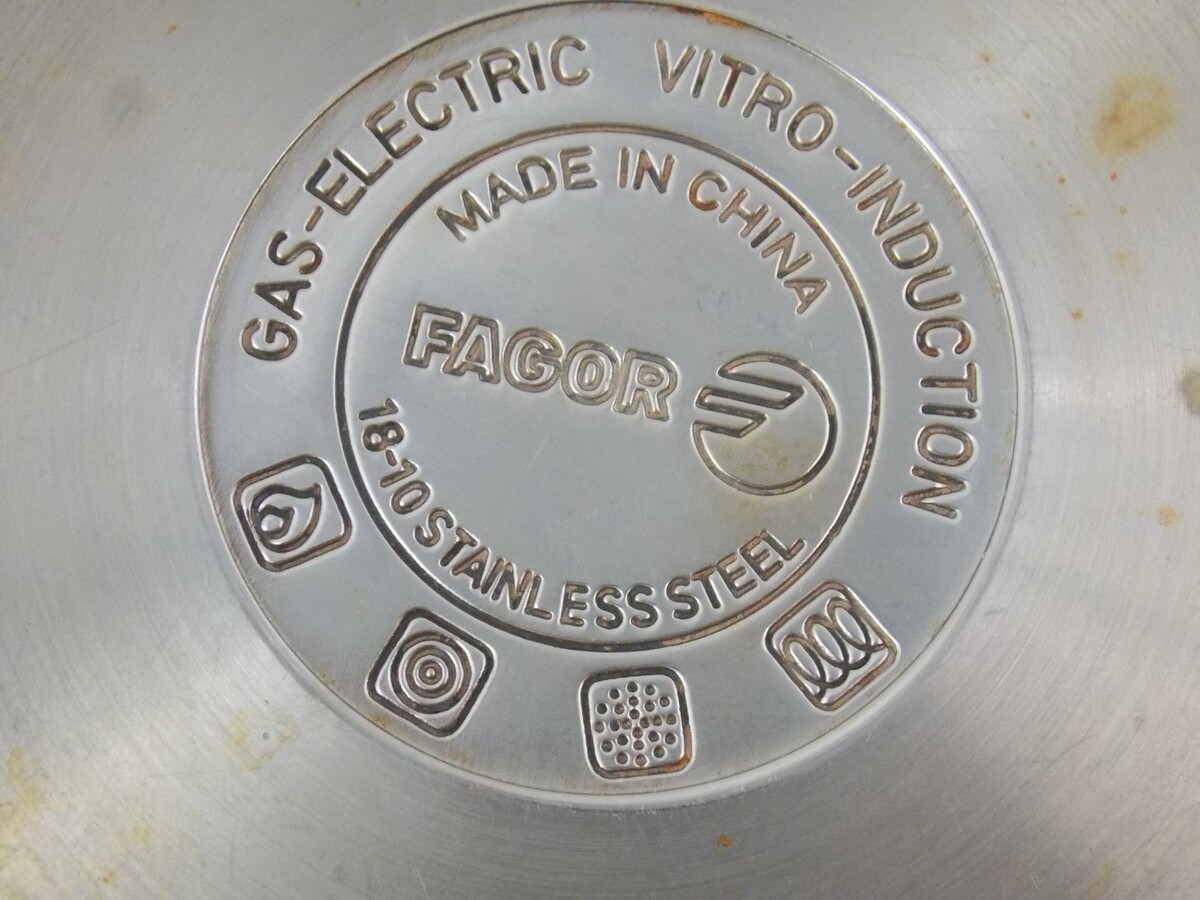 GAS-ELECTRIC VITRO-INDUCTION
MADE IN CHINA
FAGOR
18-10 STAINLESS STEEL